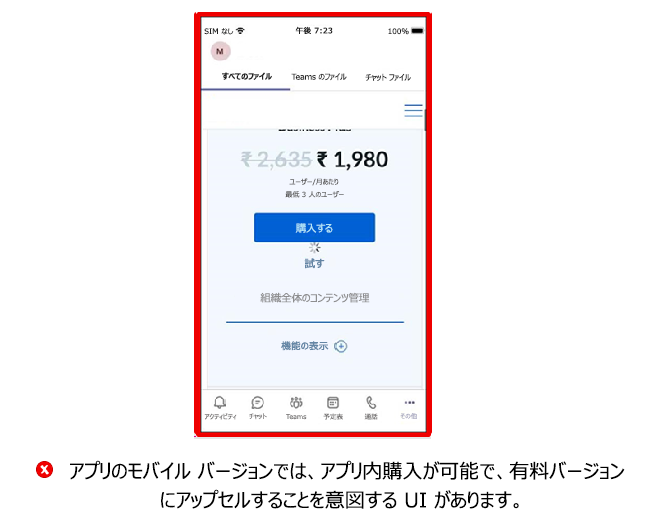 SIM なし 午後 7:23 100%
M
すべてのファイル Teams のファイル チャット ファイル
₹ 2,635 ₹ 1,980
ユーザー/月あたり
最低 3 人のユーザー
購入する
試す
組織全体のコンテンツ管理
機能の表示
アクティビティ チャット Teams 予定表 通話 その他
アプリのモバイル バージョンでは、アプリ内購入が可能で、有料バージョン
にアップセルすることを意図する UI があります。